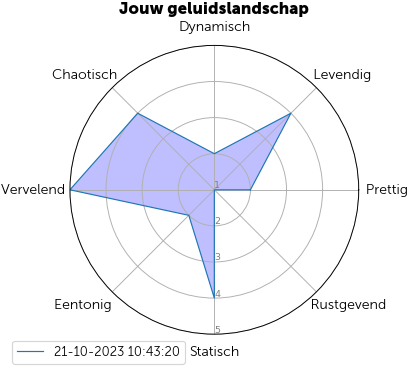 Jouw geluidslandschap
Dynamisch
Chaotisch
Levendig
Vervelend
1
Prettig
2
3
4
Eentonig
Rustgevend
5
21-10-2023 10:43:20
Statisch